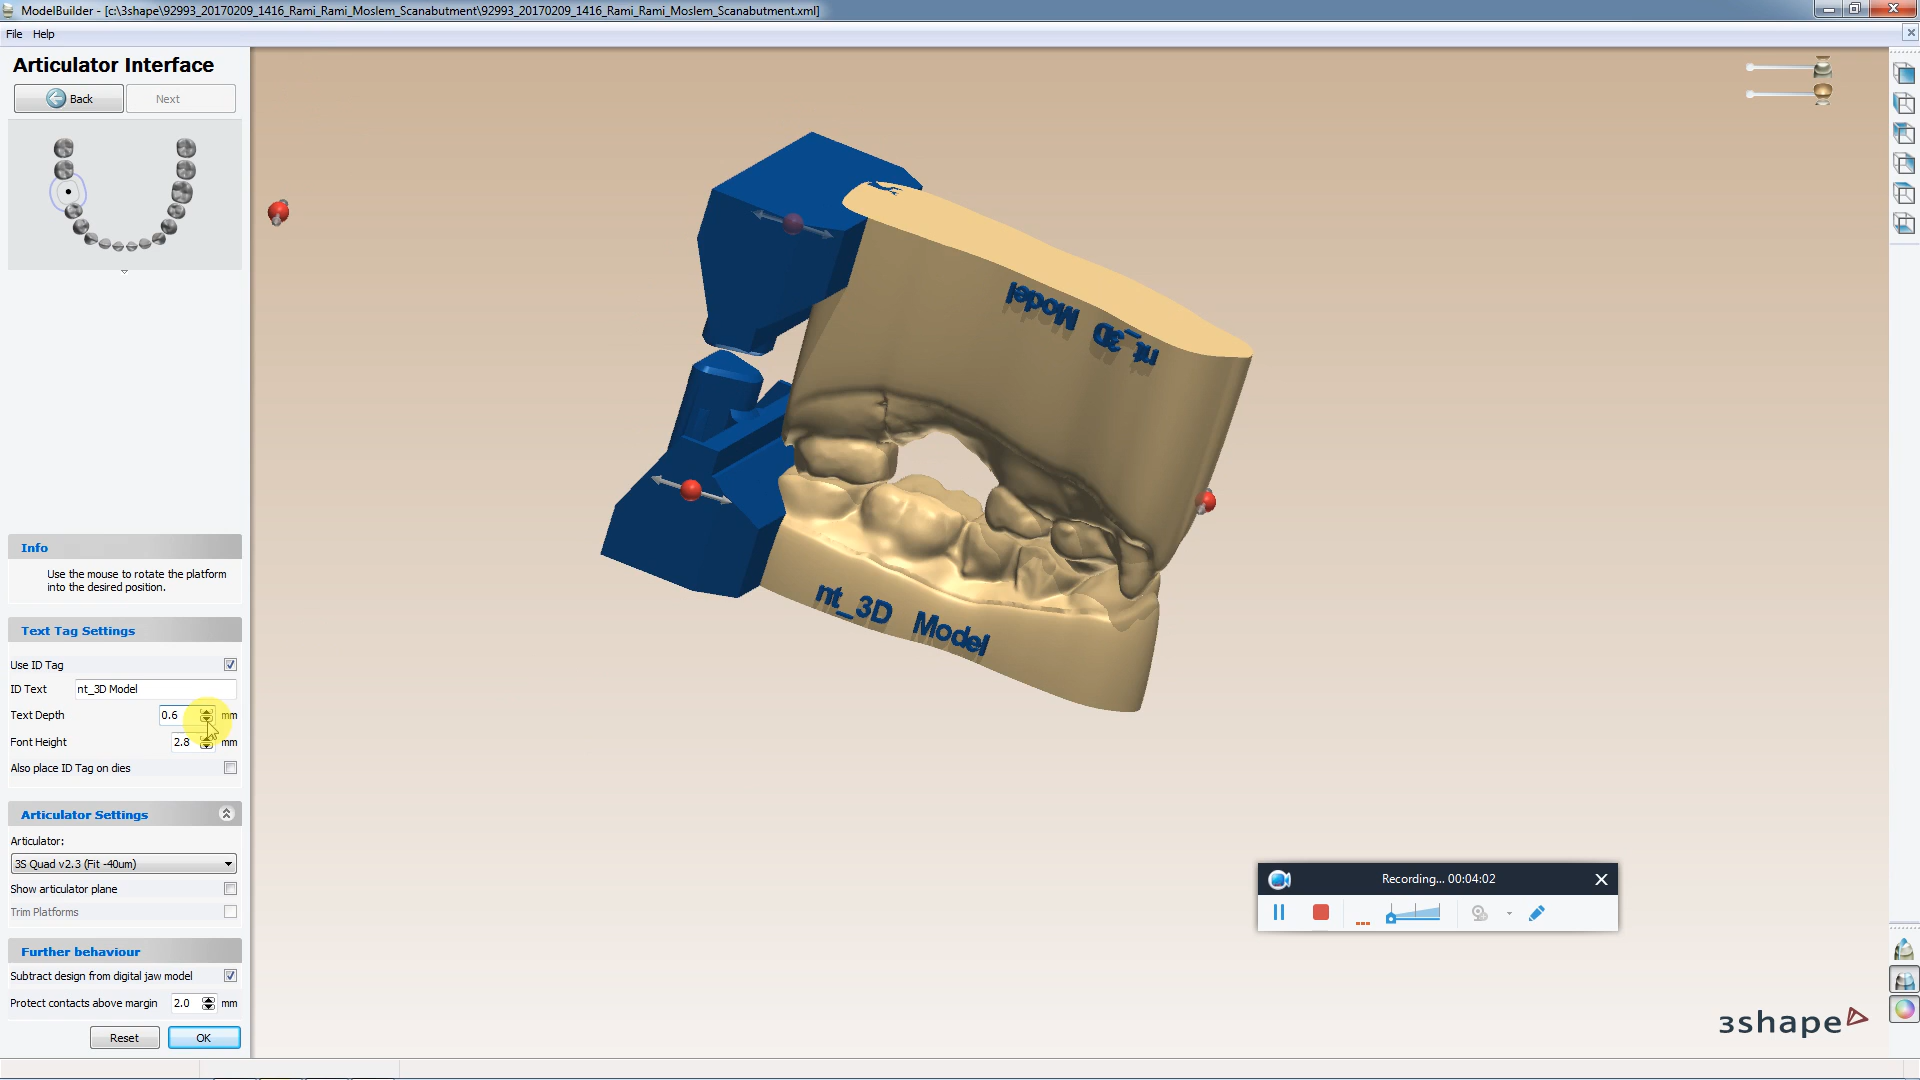 ModelBuilder - [c:\3shape\92993_20170209_1416_Rami_Rami_Moslem_Scanabutment\92993_20170209_1416_Rami_Rami_Moslem_Scanabutment.xml]
File Help
Articulator Interface
Back Next
Info
Use the mouse to rotate the platform
into the desired position.
Text Tag Settings
Use ID Tag
ID Text nt_3D Model
Text Depth 0.6 mm
Font Height 2.8 mm
Also place ID Tag on dies
Articulator Settings
Articulator:
3S Quad v2.3 (Fit -40um)
Show articulator plane
Trim Platforms
Further behaviour
Subtract design from digital jaw model
Protect contacts above margin 2.0 mm
Reset OK
nt_3D Model
nt_3D Model
Recording... 00:04:02
3shape